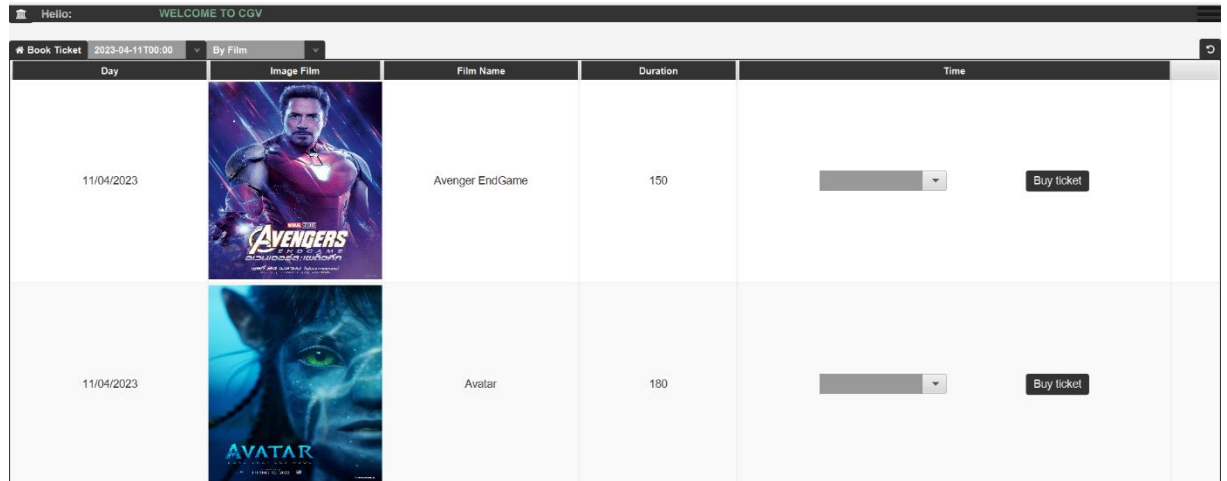 Hello: WELCOME TO CGV
Book Ticket 2023-04-11T00:00 By Film
Day Image Film Film Name Duration Time
11/04/2023 Avenger EndGame 150 Buy ticket
MARVEL STUDIOS
AVENGERS
ENDGAME
11/04/2023 Avatar 180 Buy ticket
AVATAR